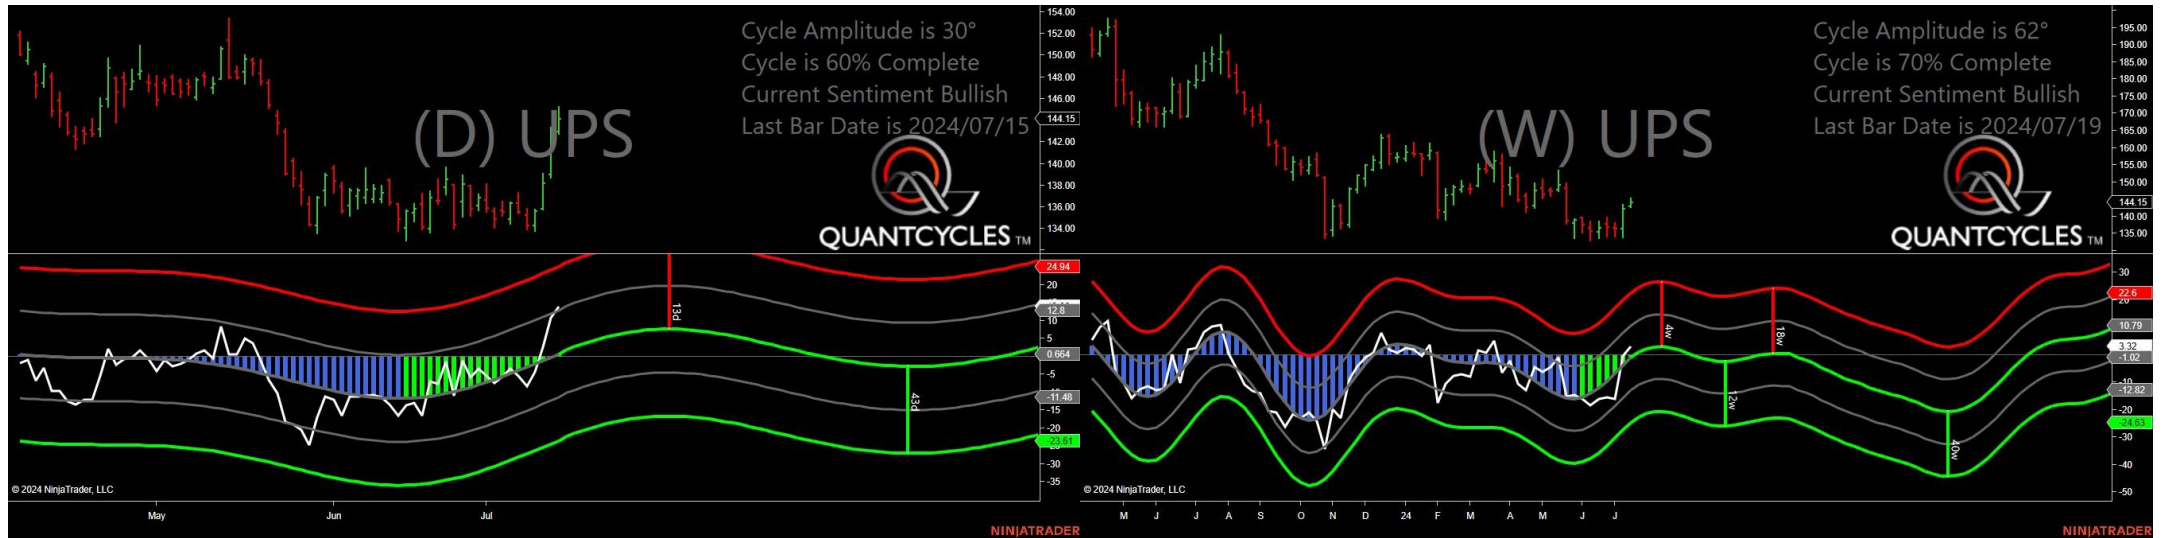 Cycle Amplitude is 30°
Cycle is 60% Complete
Current Sentiment Bullish
Last Bar Date is 2024/07/15
(D) UPS
QUANTCYCLES TM
154.00
152.00
150.00
148.00
146.00
144.15
142.00
140.00
138.00
136.00
134.00
24.94
20
12.8
10
5
0.664
-5
-11.48
-15
-20
-23.61
-30
-35
13d
43d
© 2024 NinjaTrader, LLC
May Jun Jul
NINJATRADER
Cycle Amplitude is 62°
Cycle is 70% Complete
Current Sentiment Bullish
Last Bar Date is 2024/07/19
(W) UPS
QUANTCYCLES TM
195.00
190.00
185.00
180.00
175.00
170.00
165.00
160.00
155.00
150.00
144.15
140.00
135.00
30
22.6
20
10.79
3.32
-1.02
-10
-12.82
-20
-24.63
-30
-40
-50
4w
18w
12w
40w
© 2024 NinjaTrader, LLC
M J J A S O N D 24 F M A M J J
NINJATRADER